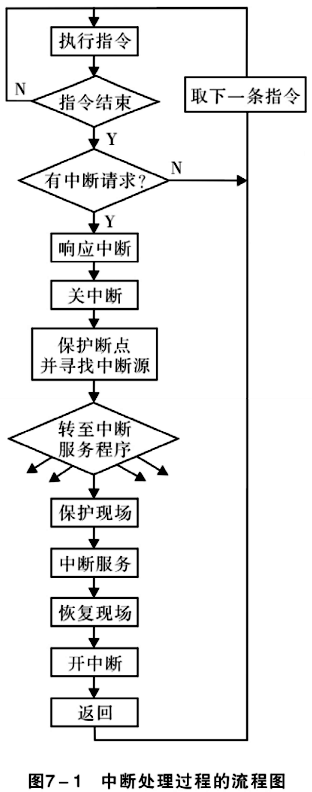 执行指令
N
指令结束
取下一条指令
Y
有中断请求?
N
Y
响应中断
关中断
保护断点
并寻找中断源
转至中断
服务程序
保护现场
中断服务
恢复现场
开中断
返回
图7-1 中断处理过程的流程图